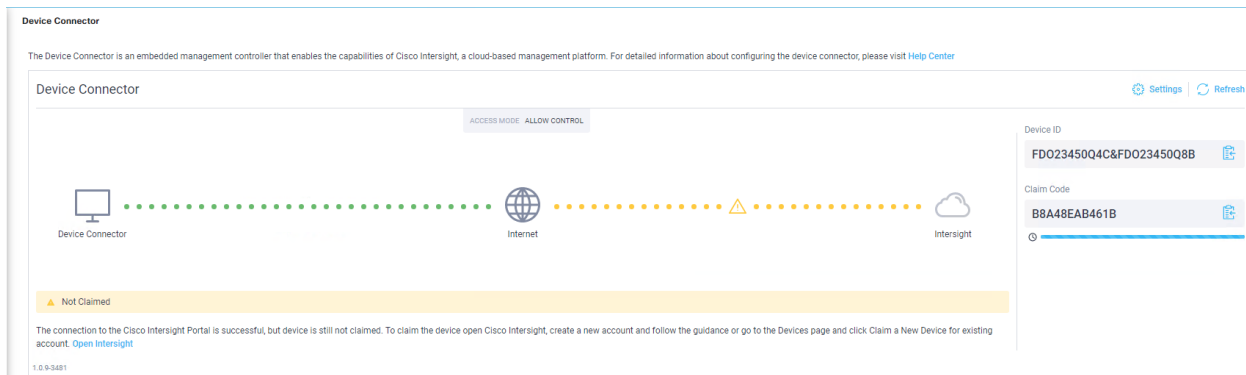 Device Connector
The Device Connector is an embedded management controller that enables the capabilities of Cisco Intersight, a cloud-based management platform. For detailed information about configuring the device connector, please visit Help Center
Device Connector
Settings
Refresh
ACCESS MODE ALLOW CONTROL
Device ID
FDO23450Q4C&FDO23450Q8B
Claim Code
B8A48EAB461B
Device Connector
Internet
Intersight
Not Claimed
The connection to the Cisco Intersight Portal is successful, but device is still not claimed. To claim the device open Cisco Intersight, create a new account and follow the guidance or go to the Devices page and click Claim a New Device for existing
account. Open Intersight
1.0.9-3481